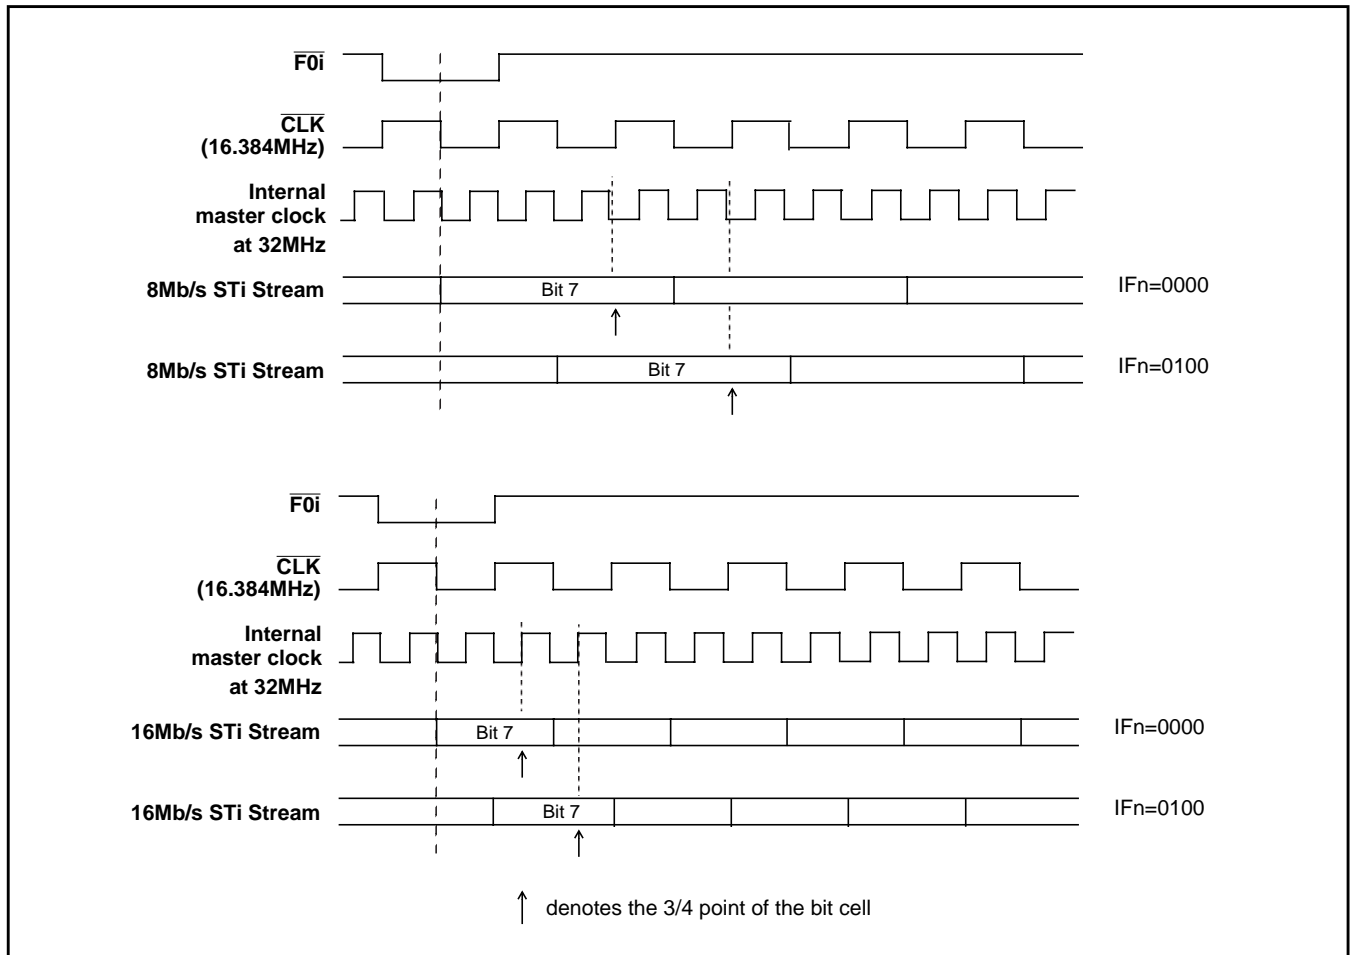 F0i
CLK
(16.384MHz)
Internal
master clock
at 32MHz
8Mb/s STi Stream
Bit 7
IFn=0000
8Mb/s STi Stream
Bit 7
IFn=0100
F0i
CLK
(16.384MHz)
Internal
master clock
at 32MHz
16Mb/s STi Stream
Bit 7
IFn=0000
16Mb/s STi Stream
Bit 7
IFn=0100
denotes the 3/4 point of the bit cell